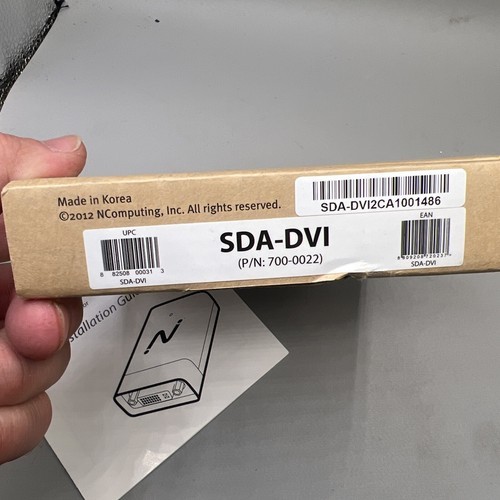 Made in Korea
©2012 NComputing, Inc. All rights reserved.
SDA-DVI2CA1001486
UPC
8 82508 00031 3
SDA-DVI
SDA-DVI
(P/N: 700-0022)
EAN
SDA-DVI
stallation Gui